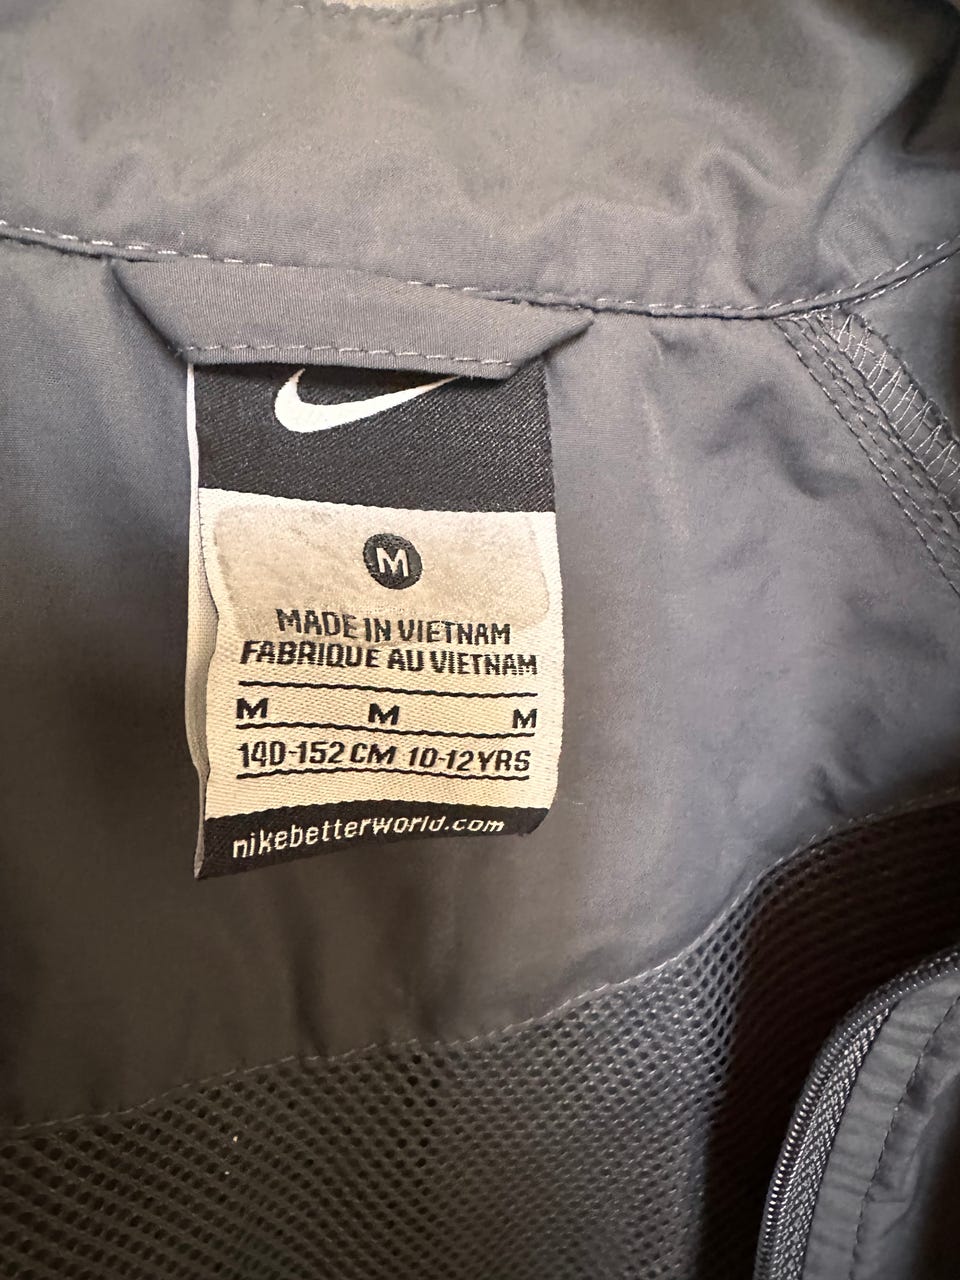 M
MADE IN VIETNAM
FABRIQUE AU VIETNAM
M M M
140-152 CM 10-12 YRS
nikebetterworld.com